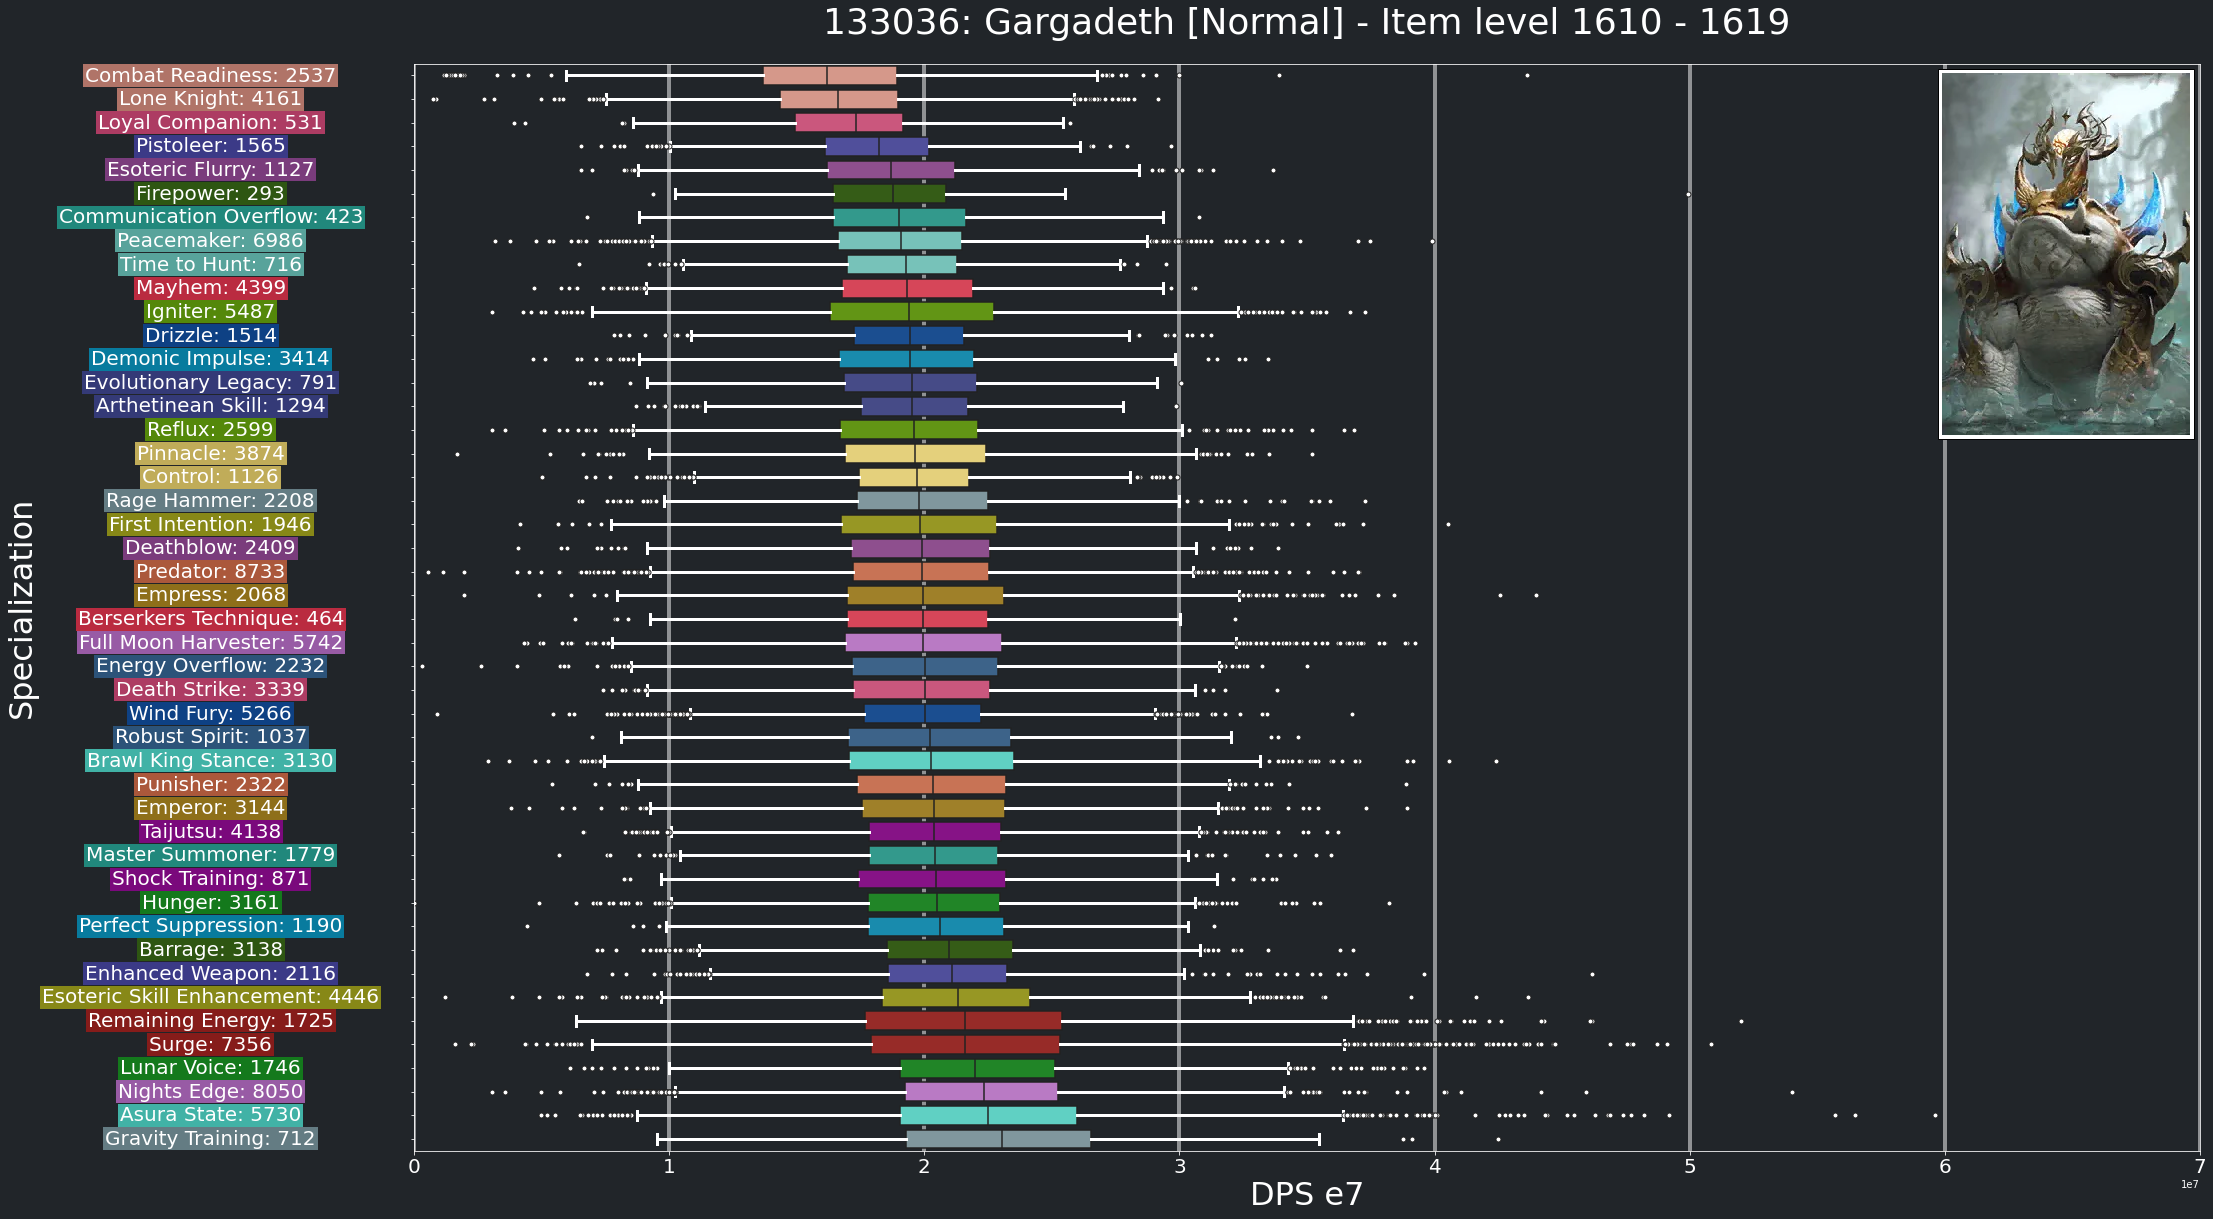 133036: Gargadeth [Normal] - Item level 1610 - 1619
Specialization
Combat Readiness: 2537
Lone Knight: 4161
Loyal Companion: 531
Pistoleer: 1565
Esoteric Flurry: 1127
Firepower: 293
Communication Overflow: 423
Peacemaker: 6986
Time to Hunt: 716
Mayhem: 4399
Igniter: 5487
Drizzle: 1514
Demonic Impulse: 3414
Evolutionary Legacy: 791
Arthetinean Skill: 1294
Reflux: 2599
Pinnacle: 3874
Control: 1126
Rage Hammer: 2208
First Intention: 1946
Deathblow: 2409
Predator: 8733
Empress: 2068
Berserkers Technique: 464
Full Moon Harvester: 5742
Energy Overflow: 2232
Death Strike: 3339
Wind Fury: 5266
Robust Spirit: 1037
Brawl King Stance: 3130
Punisher: 2322
Emperor: 3144
Taijutsu: 4138
Master Summoner: 1779
Shock Training: 871
Hunger: 3161
Perfect Suppression: 1190
Barrage: 3138
Enhanced Weapon: 2116
Esoteric Skill Enhancement: 4446
Remaining Energy: 1725
Surge: 7356
Lunar Voice: 1746
Nights Edge: 8050
Asura State: 5730
Gravity Training: 712
0 1 2 3 4 5 6 7
1e7
DPS e7